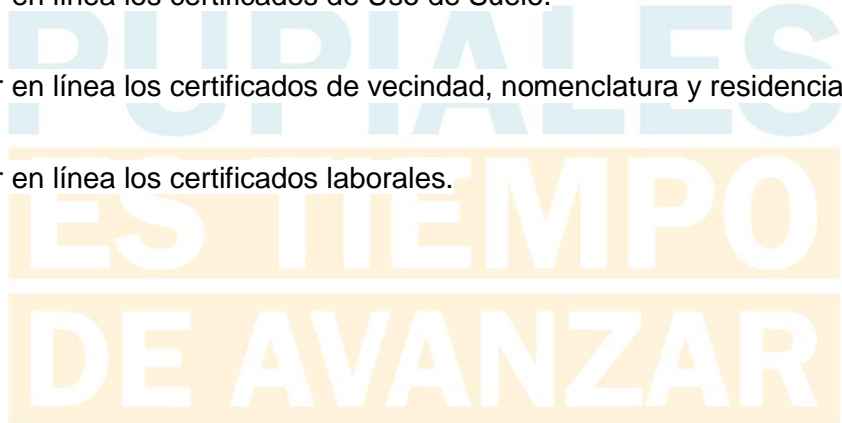 en línea los certificados de Uso de Suelo.
PUPIALES
r en línea los certificados de vecindad, nomenclatura y residencia
r en línea los certificados laborales.
ES TIEMPO
DE AVANZAR